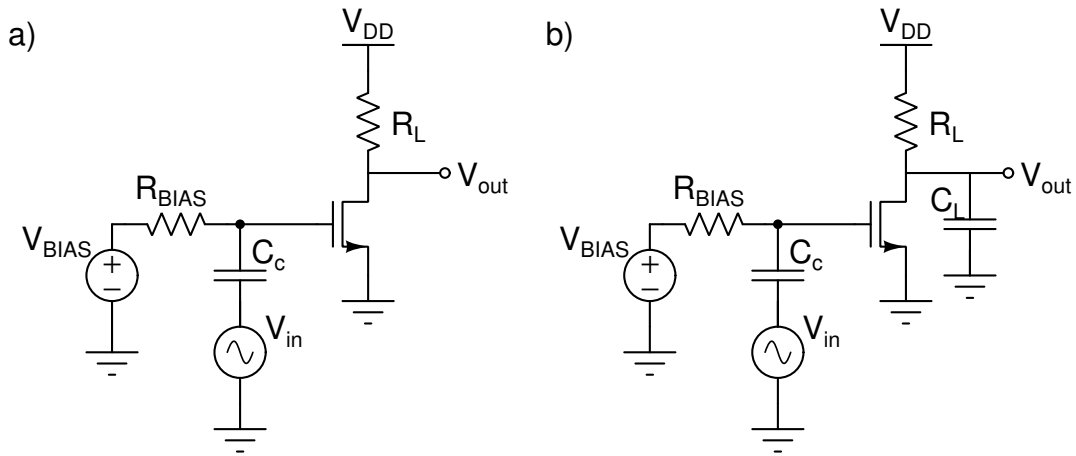 a)
V_DD
R_L
V_out
R_BIAS
V_BIAS
+
−
C_c
V_in
b)
V_DD
R_L
V_out
C_L
R_BIAS
V_BIAS
+
−
C_c
V_in